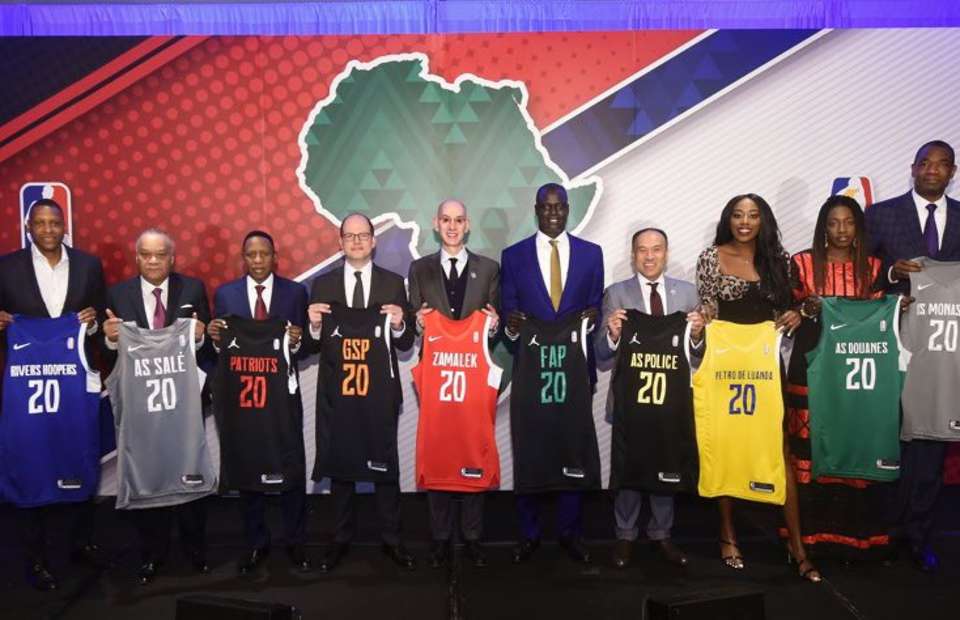 RIVERS HOOPERS
20
AS SALÉ
20
PATRIOTS
20
GSP
20
ZAMALEK
20
FAP
20
AS POLICE
20
PETRO DE LUANDA
20
AS DOUANES
20
IS MONAS
20